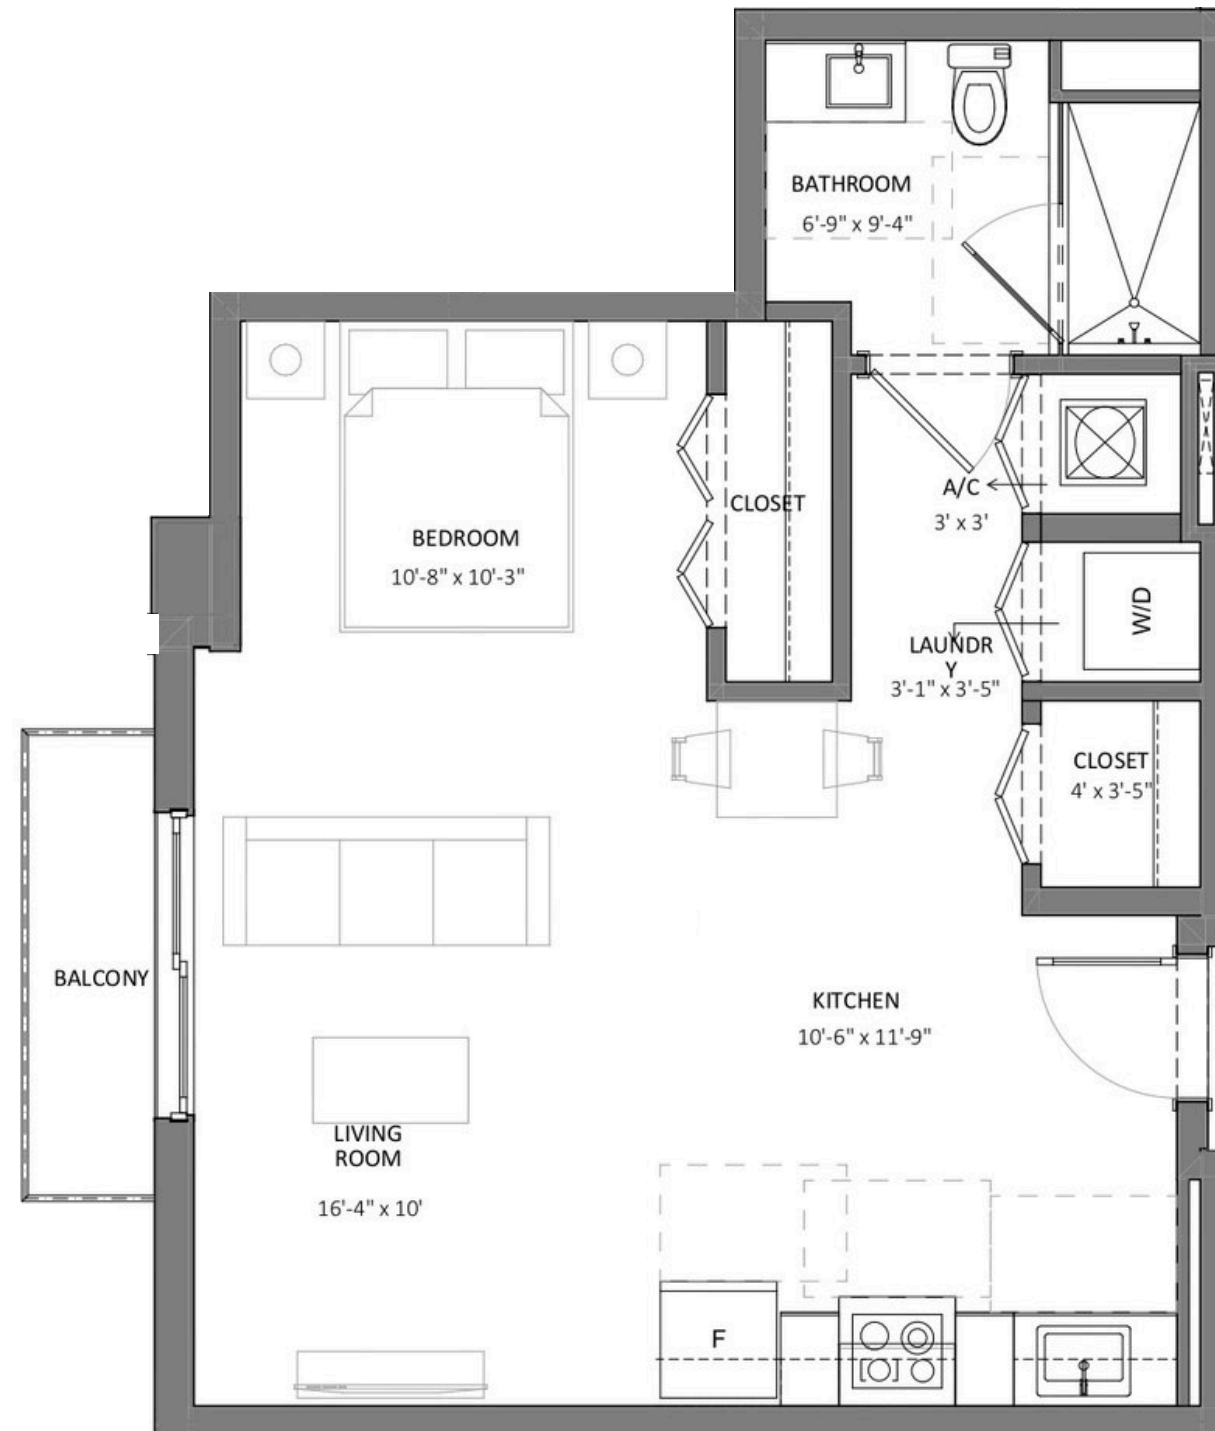 BATHROOM
6'-9" x 9'-4"
BEDROOM
10'-8" x 10'-3"
CLOSET
A/C
3' x 3'
W/D
LAUNDR
Y
3'-1" x 3'-5"
CLOSET
4' x 3'-5"
BALCONY
KITCHEN
10'-6" x 11'-9"
LIVING
ROOM
16'-4" x 10'
F